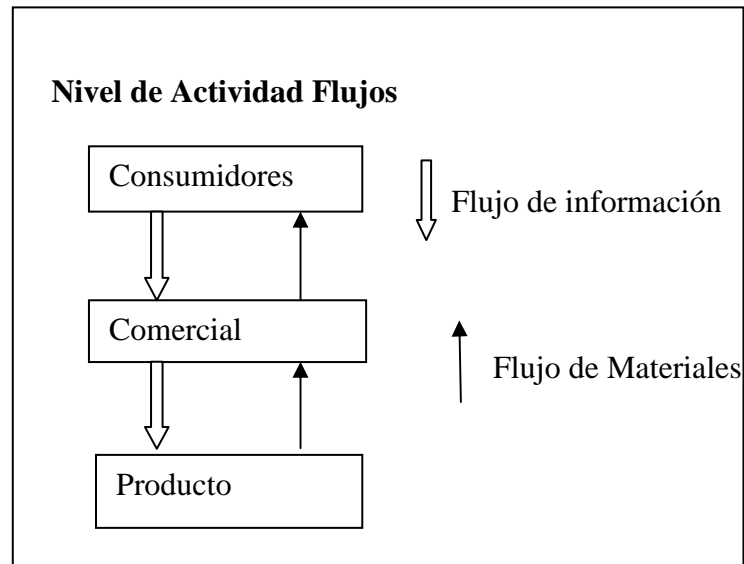 Nivel de Actividad Flujos
Consumidores
Flujo de información
Comercial
Flujo de Materiales
Producto